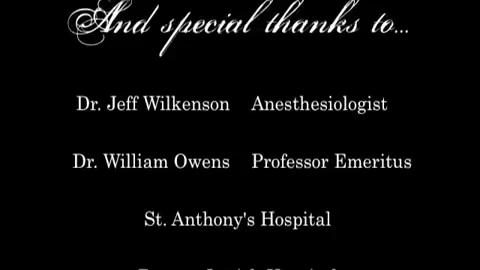 And special thanks to...
Dr. Jeff Wilkenson Anesthesiologist
Dr. William Owens Professor Emeritus
St. Anthony's Hospital